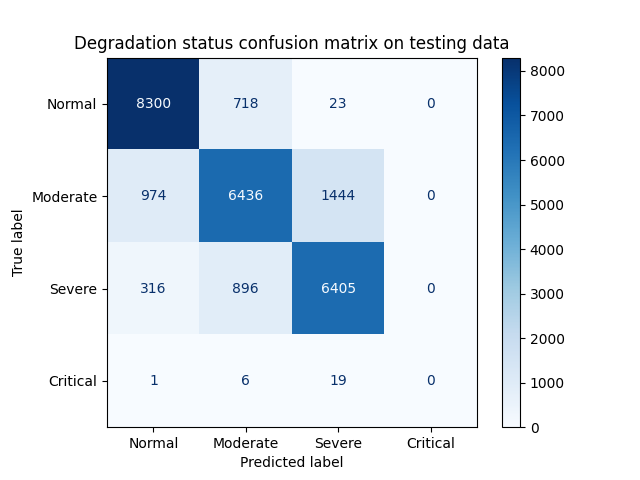 Degradation status confusion matrix on testing data
True label
Normal 8300 718 23 0
Moderate 974 6436 1444 0
Severe 316 896 6405 0
Critical 1 6 19 0
Normal Moderate Severe Critical
Predicted label
8000
7000
6000
5000
4000
3000
2000
1000
0